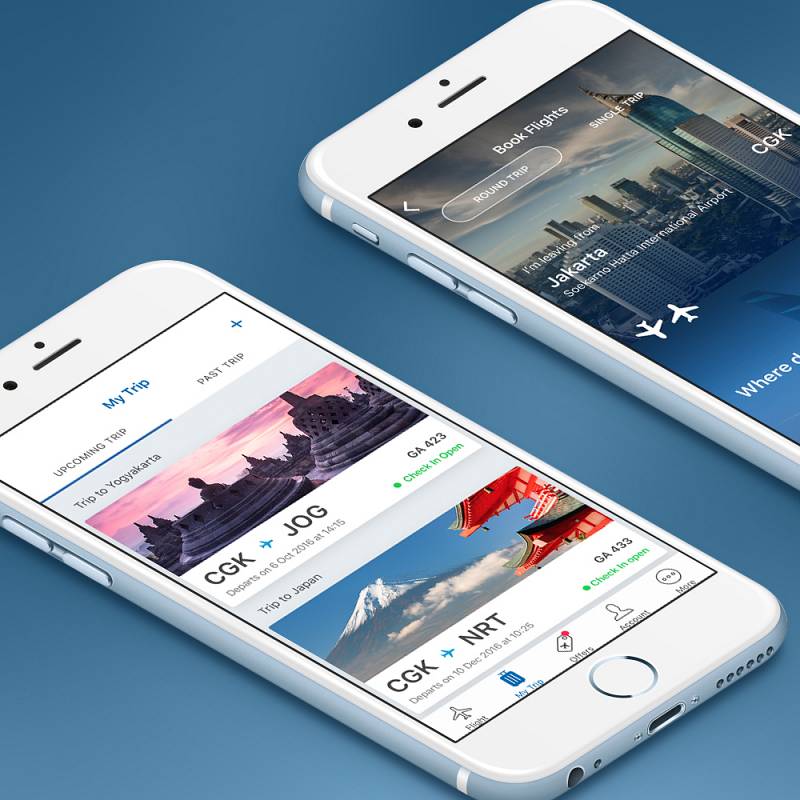 Book Flights
ROUND TRIP
SINGLE TRIP
I'm leaving from
Jakarta
CGK
Soekarno Hatta International Airport
Where d
My Trip
UPCOMING TRIP
PAST TRIP
Trip to Yogyakarta
CGK JOG
GA 423
Departs on 6 Oct 2016 at 14:15
Check In Open
Trip to Japan
CGK NRT
GA 433
Departs on 10 Dec 2016 at 10:25
Check in open
Flight
My Trip
Offers
Account
More